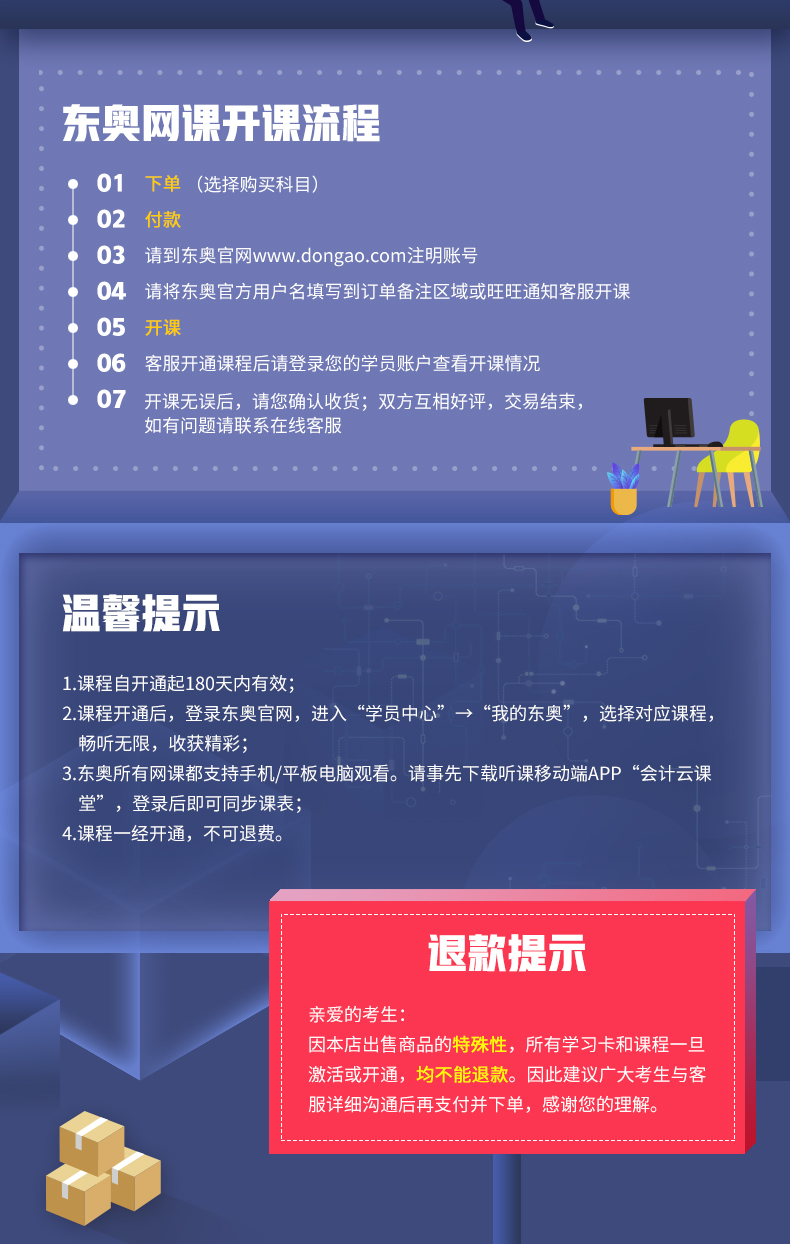 东奥网课开课流程
01 下单 （选择购买科目）
02 付款
03 请到东奥官网www.dongao.com注明账号
04 请将东奥官方用户名填写到订单备注区域或旺旺通知客服开课
05 开课
06 客服开通课程后请登录您的学员账户查看开课情况
07 开课无误后，请您确认收货；双方互相好评，交易结束，
如有问题请联系在线客服
温馨提示
1.课程自开通起180天内有效；
2.课程开通后，登录东奥官网，进入“学员中心”→“我的东奥”，选择对应课程，
畅听无限，收获精彩；
3.东奥所有网课都支持手机/平板电脑观看。请事先下载听课移动端APP“会计云课
堂”，登录后即可同步课表；
4.课程一经开通，不可退费。
退款提示
亲爱的考生：
因本店出售商品的特殊性，所有学习卡和课程一旦
激活或开通，均不能退款。因此建议广大考生与客
服详细沟通后再支付并下单，感谢您的理解。